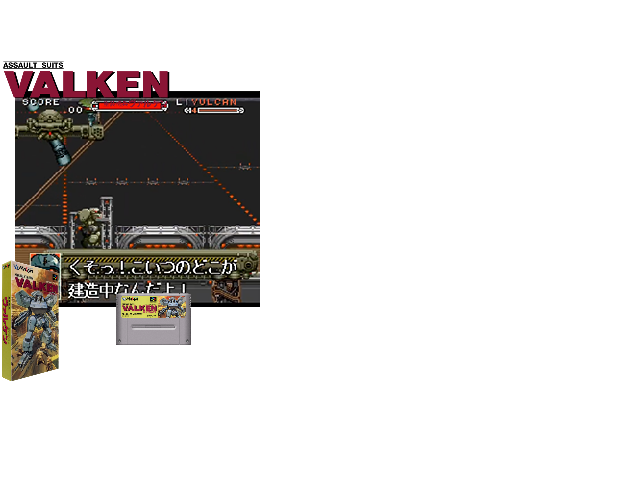 ASSAULT SUITS
VALKEN
SCORE
.00
L:VULCAN
くそっ！こいつのどこが
建造中なんだよ！
VALKEN
VALKEN